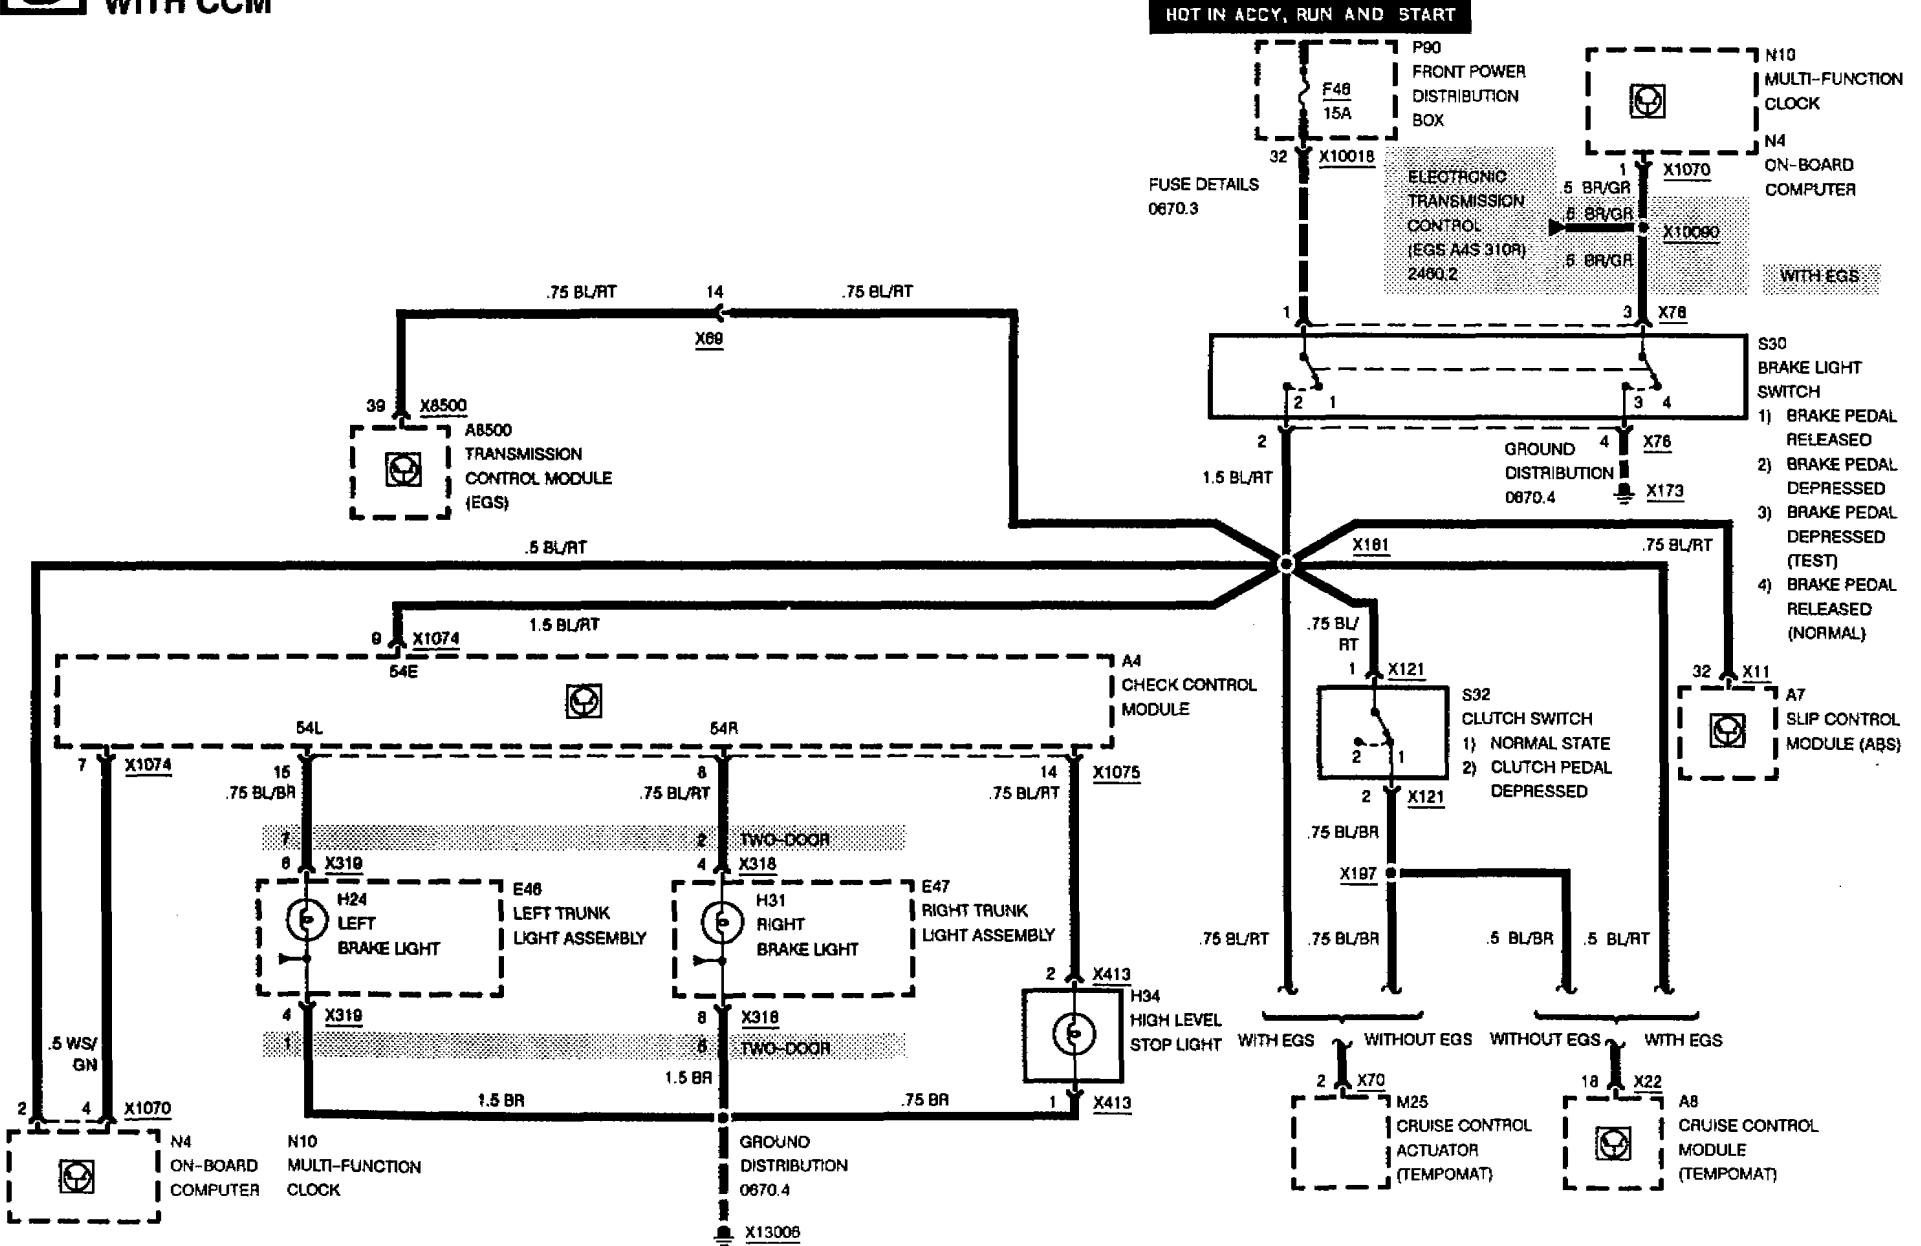 WITH CCM
HOT IN ACCY, RUN AND START
P90
FRONT POWER
DISTRIBUTION
BOX
F46
15A
32 X10018
FUSE DETAILS
0670.3
N10
MULTI-FUNCTION
CLOCK
N4
ON-BOARD
COMPUTER
1 X1070
.5 BR/GR
ELECTRONIC
TRANSMISSION
CONTROL
(EGS A4S 310R)
2460.2
.5 BR/GR
X10090
.5 BR/GR
WITH EGS
1
3 X76
S30
BRAKE LIGHT
SWITCH
1) BRAKE PEDAL
RELEASED
2) BRAKE PEDAL
DEPRESSED
3) BRAKE PEDAL
DEPRESSED
(TEST)
4) BRAKE PEDAL
RELEASED
(NORMAL)
2 1
3 4
2
4 X76
1.5 BL/RT
GROUND
DISTRIBUTION
0670.4
X173
.75 BL/RT
14
.75 BL/RT
X69
39 X8500
A8500
TRANSMISSION
CONTROL MODULE
(EGS)
.5 BL/RT
X181
.75 BL/RT
1.5 BL/RT
9 X1074
54E
A4
CHECK CONTROL
MODULE
54L
54R
7 X1074
15
.75 BL/BR
8
.75 BL/RT
14 X1075
.75 BL/RT
.75 BL/
RT
1 X121
S32
CLUTCH SWITCH
1) NORMAL STATE
2) CLUTCH PEDAL
DEPRESSED
2 1
2 X121
.75 BL/BR
X197
32 X11
A7
SLIP CONTROL
MODULE (ABS)
7
2 TWO-DOOR
6 X319
4 X318
H24
LEFT
BRAKE LIGHT
E46
LEFT TRUNK
LIGHT ASSEMBLY
H31
RIGHT
BRAKE LIGHT
E47
RIGHT TRUNK
LIGHT ASSEMBLY
4 X319
8 X318
1
6 TWO-DOOR
1.5 BR
2 X413
H34
HIGH LEVEL
STOP LIGHT
1 X413
.75 BL/RT
.75 BL/BR
.5 BL/BR
.5 BL/RT
WITH EGS
WITHOUT EGS
WITHOUT EGS
WITH EGS
2 X70
M25
CRUISE CONTROL
ACTUATOR
(TEMPOMAT)
18 X22
A8
CRUISE CONTROL
MODULE
(TEMPOMAT)
.5 WS/
GN
2
4 X1070
N4
ON-BOARD
COMPUTER
N10
MULTI-FUNCTION
CLOCK
1.5 BR
.75 BR
GROUND
DISTRIBUTION
0670.4
X13006